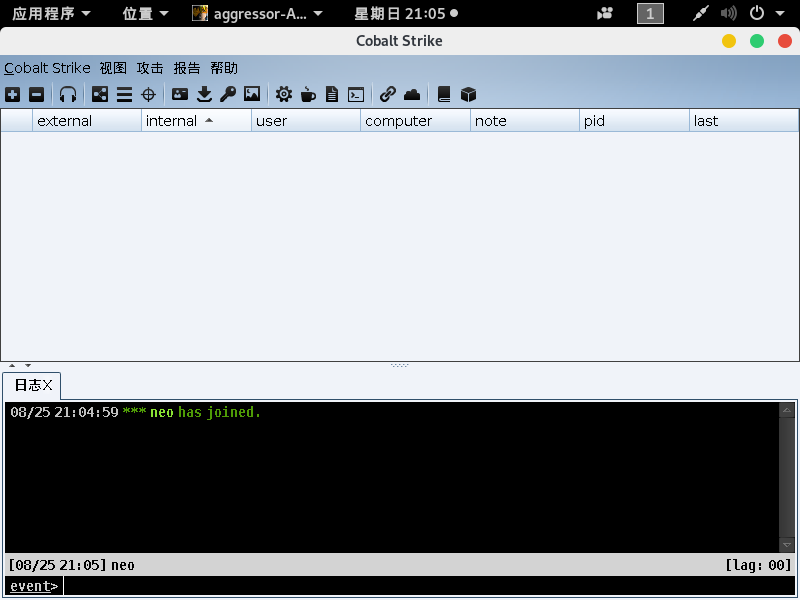 应用程序 位置 aggressor-A... 星期日 21:05 1
Cobalt Strike
Cobalt Strike 视图 攻击 报告 帮助
external internal user computer note pid last
日志X
08/25 21:04:59 *** neo has joined.
[08/25 21:05] neo [lag: 00]
event>